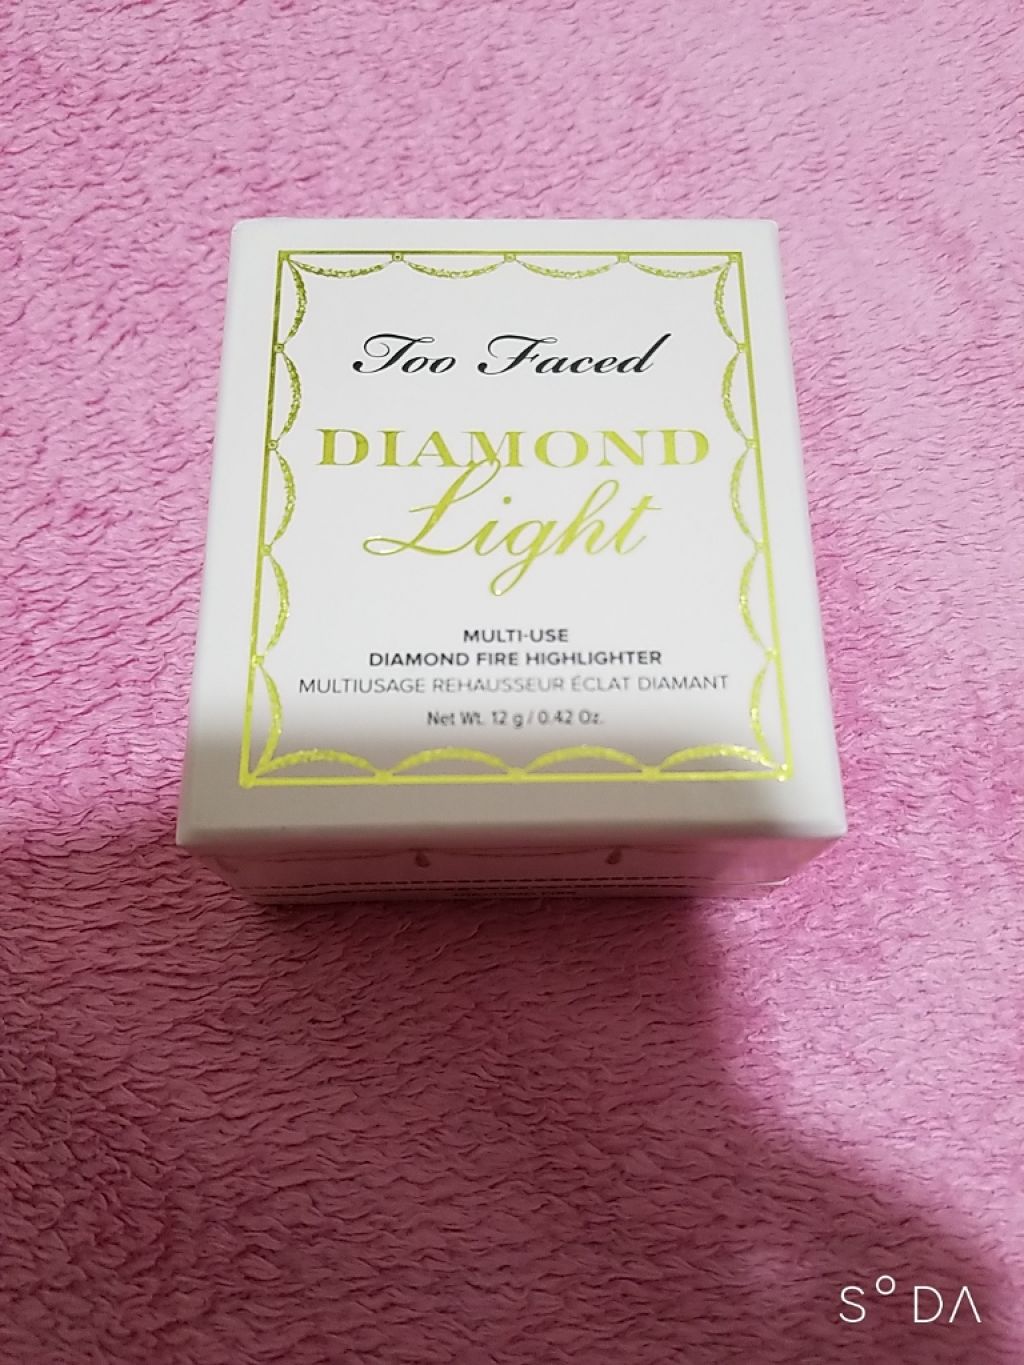 Too Faced
DIAMOND
Light
MULTI-USE
DIAMOND FIRE HIGHLIGHTER
MULTIUSAGE REHAUSSEUR ÉCLAT DIAMANT
Net Wt. 12 g / 0.42 Oz.
S°DA